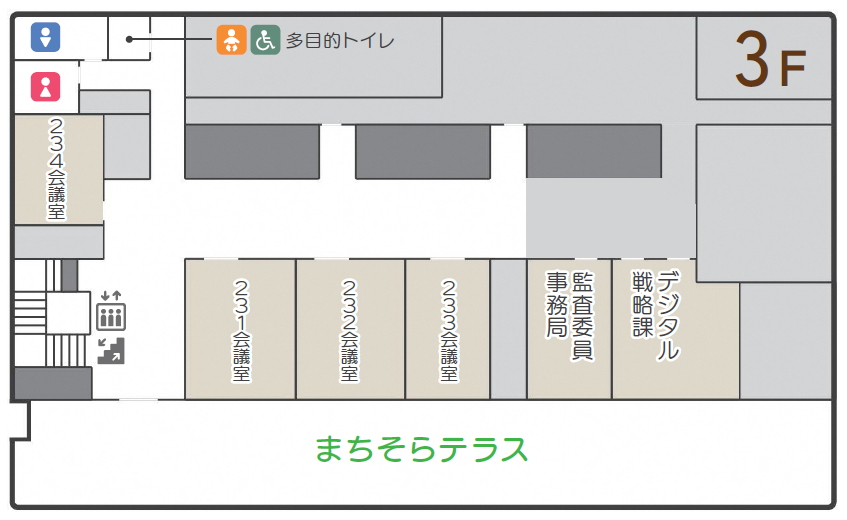 多目的トイレ
3F
234会議室
231会議室
232会議室
233会議室
監査委員
事務局
デジタル
戦略課
まちそらテラス